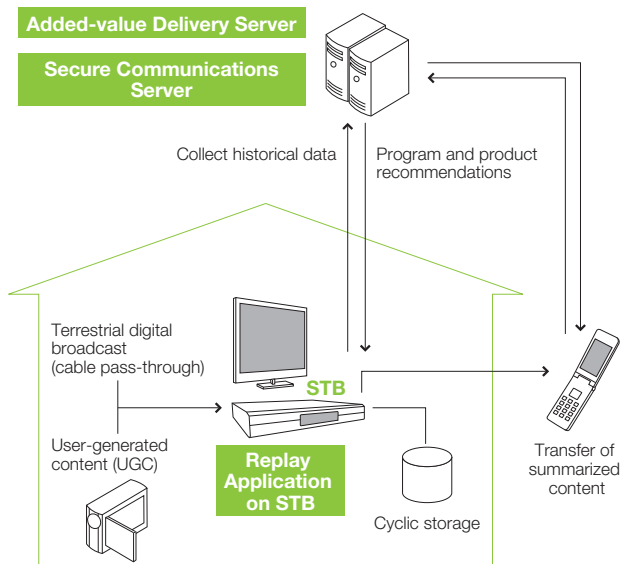 Added-value Delivery Server
Secure Communications
Server
Collect historical data
Program and product
recommendations
Terrestrial digital
broadcast
(cable pass-through)
STB
User-generated
content (UGC)
Replay
Application
on STB
Cyclic storage
Transfer of
summarized
content